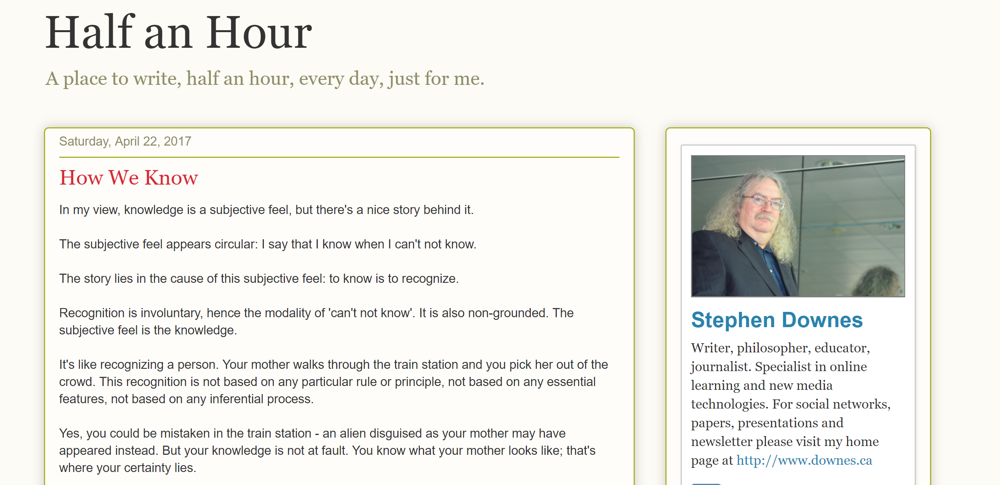 Half an Hour
A place to write, half an hour, every day, just for me.
Saturday, April 22, 2017
How We Know
In my view, knowledge is a subjective feel, but there's a nice story behind it.
The subjective feel appears circular: I say that I know when I can't not know.
The story lies in the cause of this subjective feel: to know is to recognize.
Recognition is involuntary, hence the modality of 'can't not know'. It is also non-grounded. The
subjective feel is the knowledge.
It's like recognizing a person. Your mother walks through the train station and you pick her out of the
crowd. This recognition is not based on any particular rule or principle, not based on any essential
features, not based on any inferential process.
Yes, you could be mistaken in the train station - an alien disguised as your mother may have
appeared instead. But your knowledge is not at fault. You know what your mother looks like; that's
where your certainty lies.
Stephen Downes
Writer, philosopher, educator,
journalist. Specialist in online
learning and new media
technologies. For social networks,
papers, presentations and
newsletter please visit my home
page at http://www.downes.ca